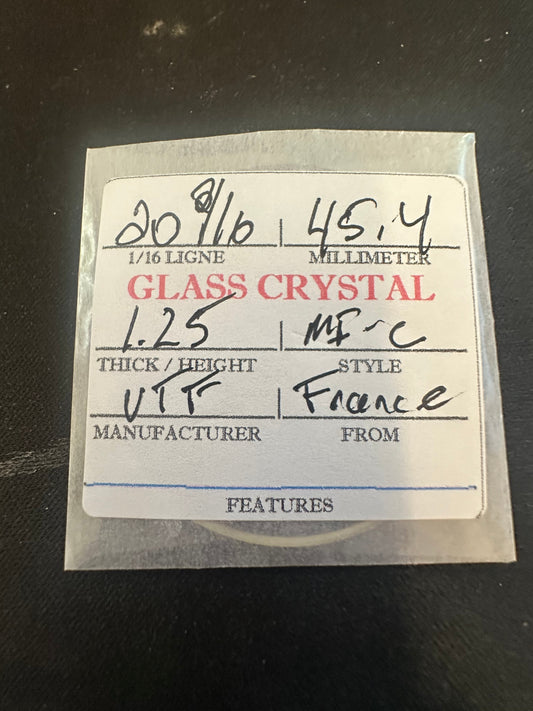 20 2/16 45.4
1/16 LIGNE MILLIMETER
GLASS CRYSTAL
1.25 MF-C
THICK / HEIGHT STYLE
VTF France
MANUFACTURER FROM
FEATURES